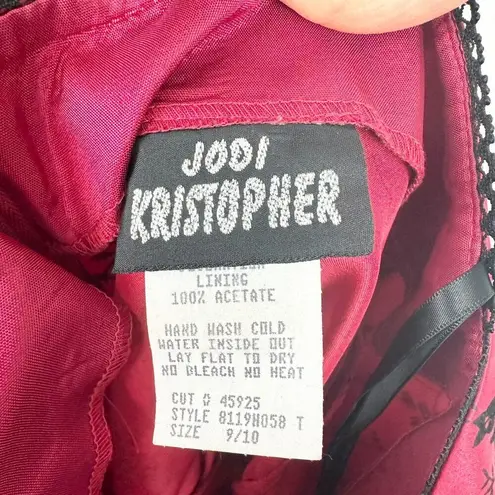 JODI
KRISTOPHER
LINING
100% ACETATE
HAND WASH COLD
WATER INSIDE OUT
LAY FLAT TO DRY
NO BLEACH NO HEAT
CUT # 45925
STYLE 8119H058 T
SIZE 9/10